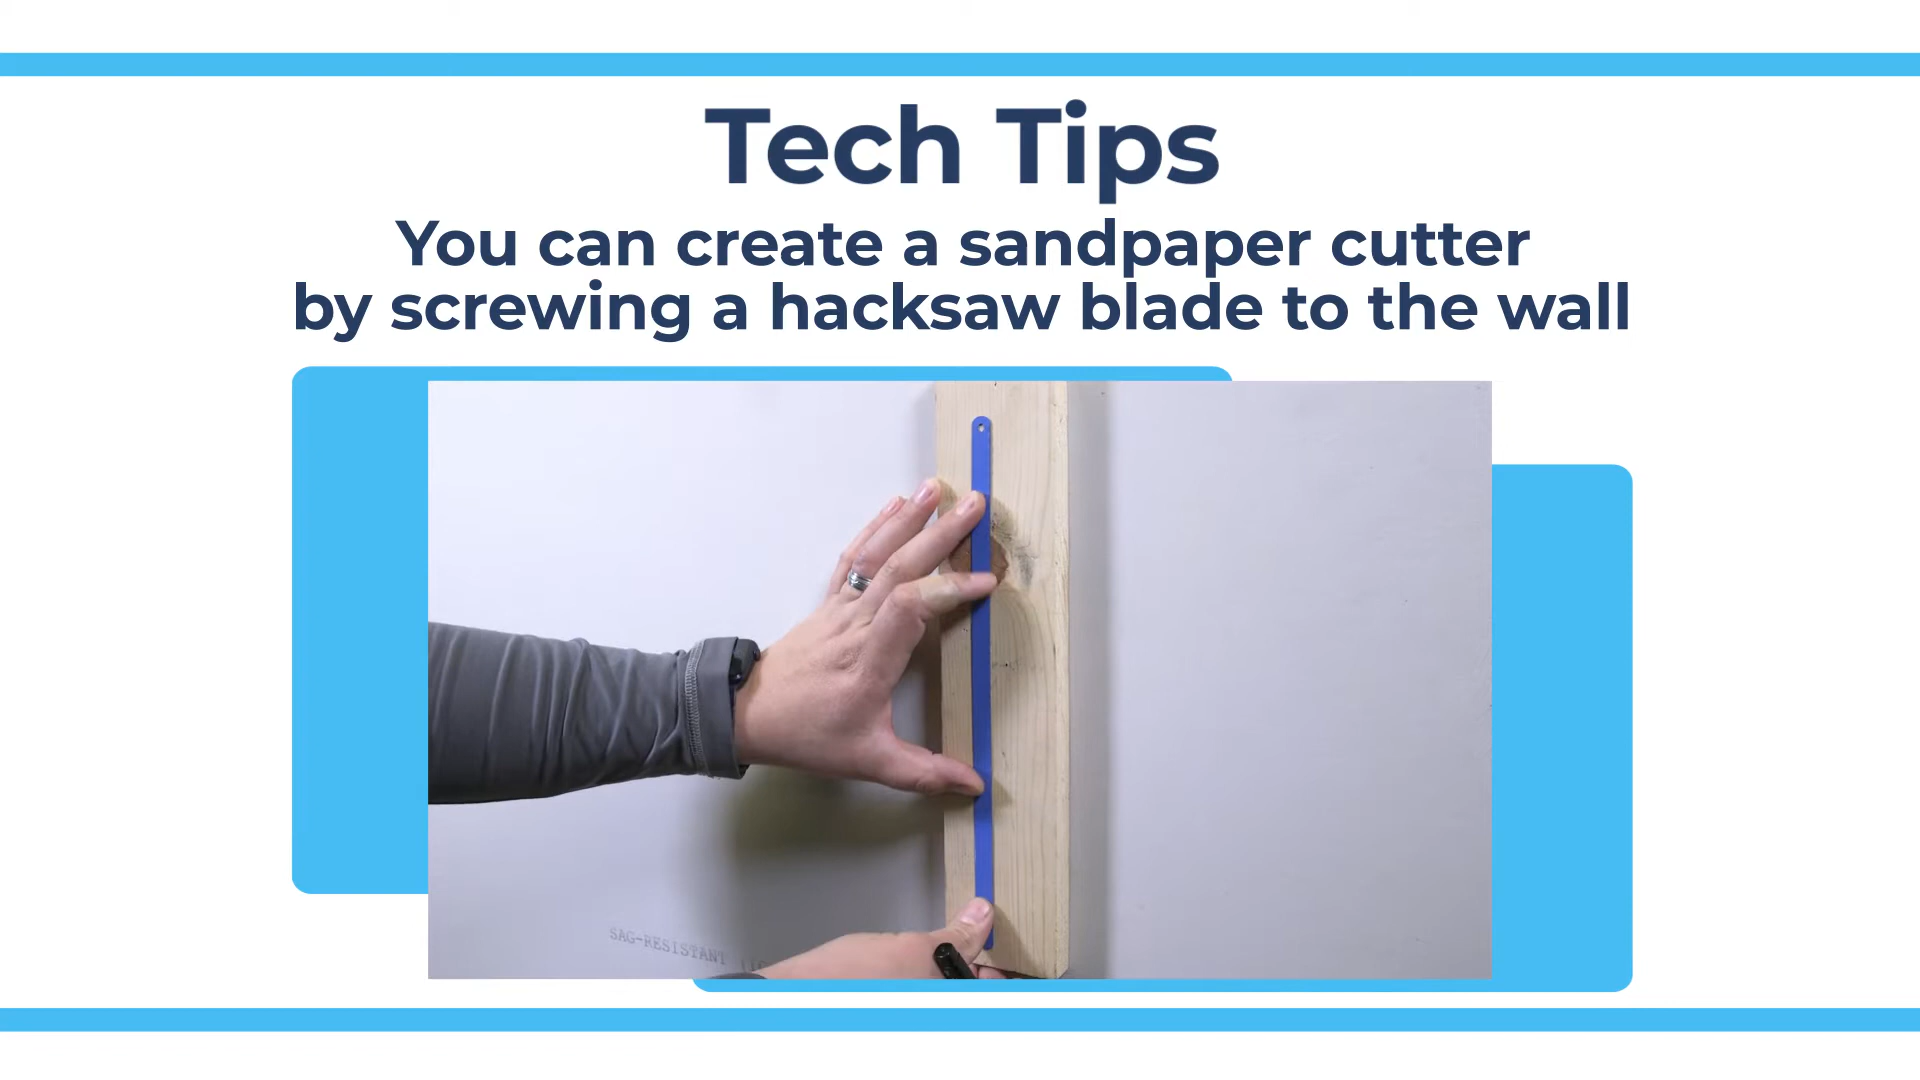 Tech Tips
You can create a sandpaper cutter
by screwing a hacksaw blade to the wall
SAG-RESISTANT